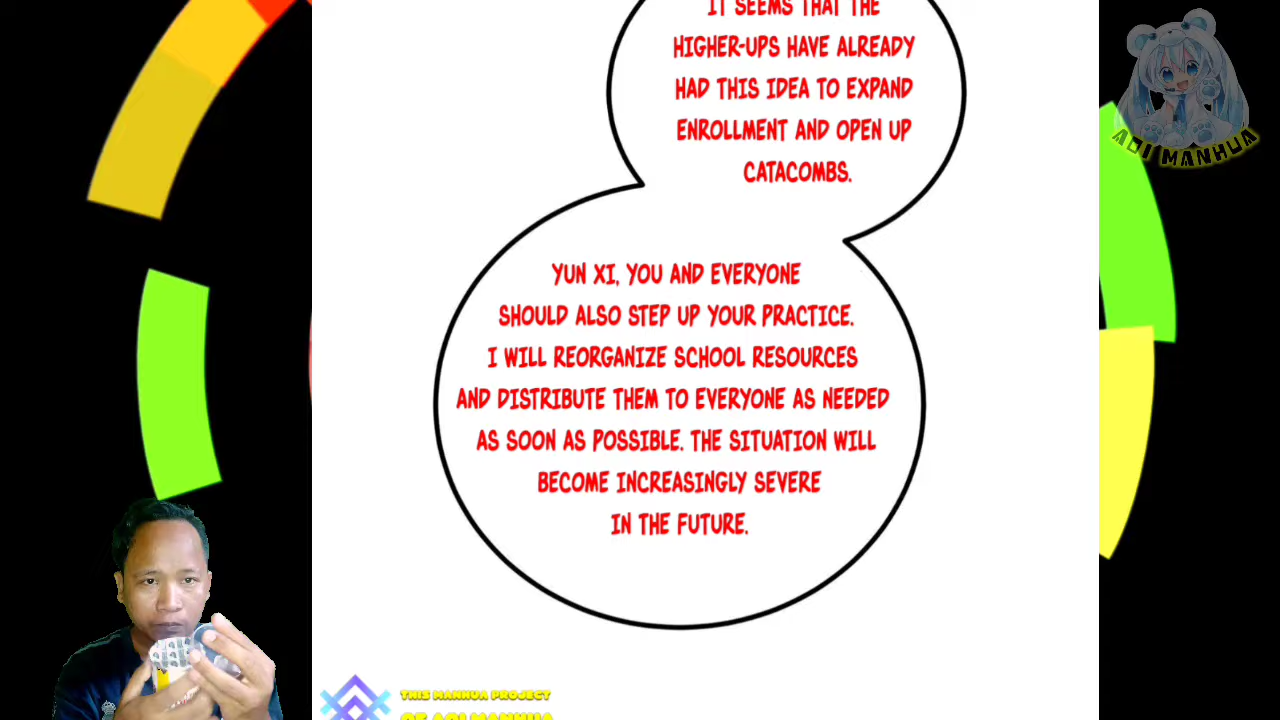 IT SEEMS THAT THE
HIGHER-UPS HAVE ALREADY
HAD THIS IDEA TO EXPAND
ENROLLMENT AND OPEN UP
CATACOMBS.
YUN XI, YOU AND EVERYONE
SHOULD ALSO STEP UP YOUR PRACTICE.
I WILL REORGANIZE SCHOOL RESOURCES
AND DISTRIBUTE THEM TO EVERYONE AS NEEDED
AS SOON AS POSSIBLE. THE SITUATION WILL
BECOME INCREASINGLY SEVERE
IN THE FUTURE.
AOI MANHUA
THIS MANHUA PROJECT
OF AOI MANHUA